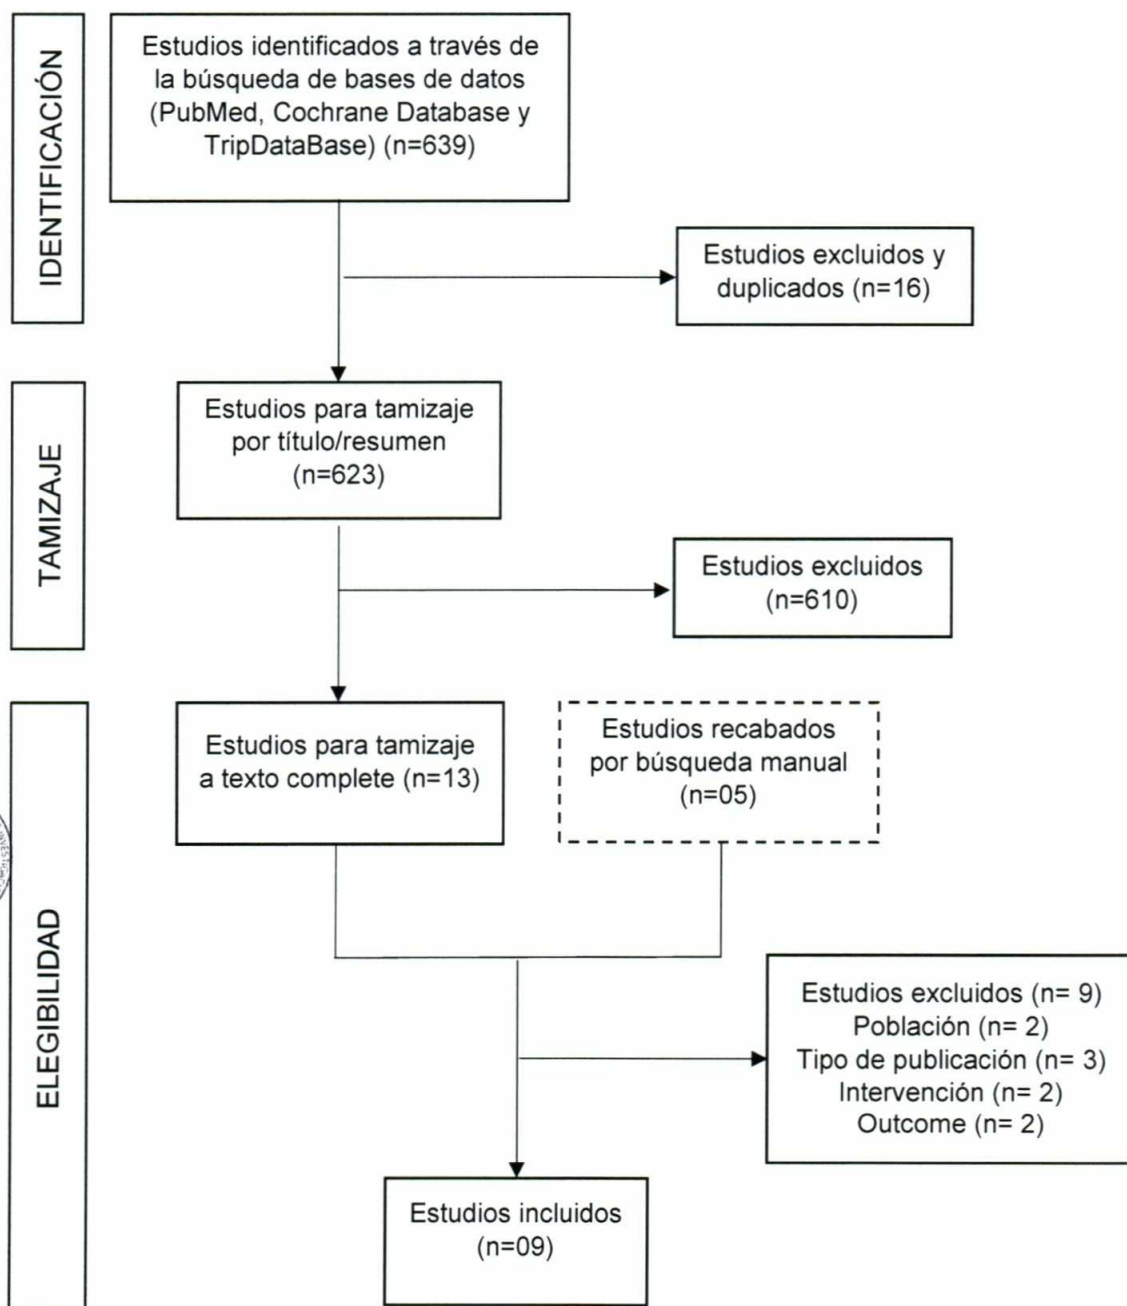 IDENTIFICACIÓN
Estudios identificados a través de
la búsqueda de bases de datos
(PubMed, Cochrane Database y
TripDataBase) (n=639)
Estudios excluidos y
duplicados (n=16)
TAMIZAJE
Estudios para tamizaje
por título/resumen
(n=623)
Estudios excluidos
(n=610)
ELEGIBILIDAD
Estudios para tamizaje
a texto complete (n=13)
Estudios recabados
por búsqueda manual
(n=05)
Estudios excluidos (n= 9)
Población (n= 2)
Tipo de publicación (n= 3)
Intervención (n= 2)
Outcome (n= 2)
Estudios incluidos
(n=09)